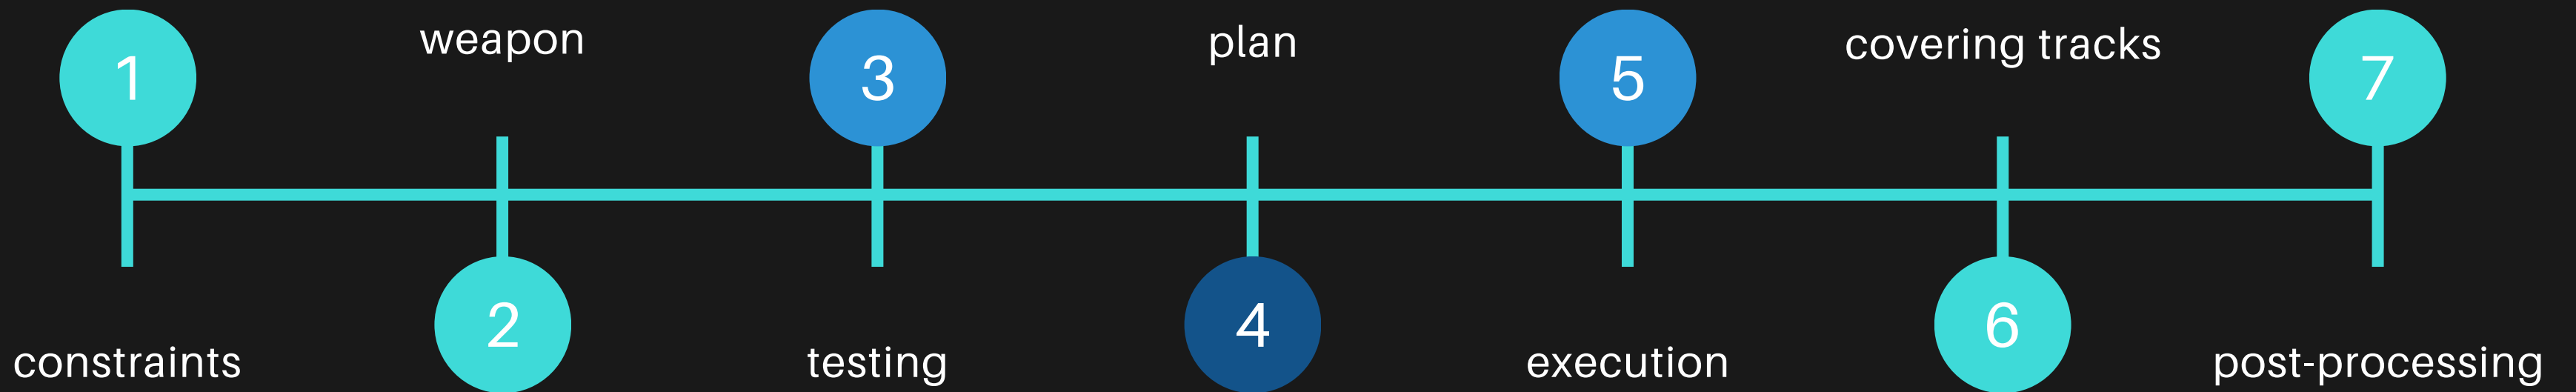 1
constraints
weapon
2
3
testing
plan
4
5
execution
covering tracks
6
7
post-processing